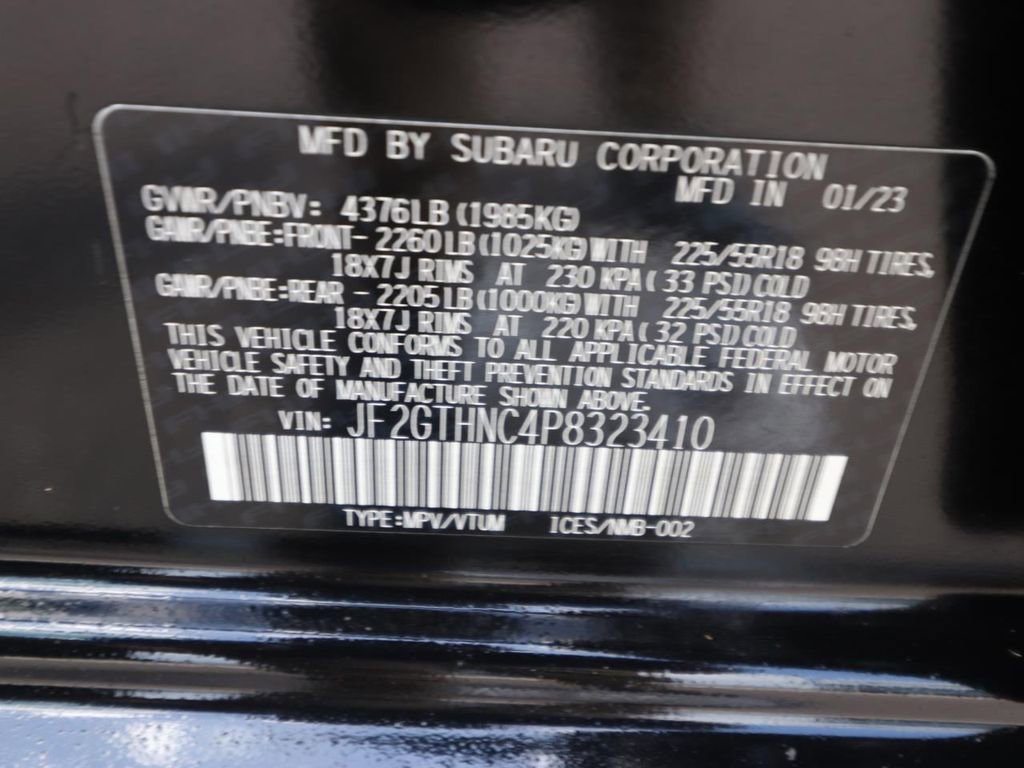 MFD BY SUBARU CORPORATION
MFD IN 01/23
GVWR/PNBV: 4376LB (1985KG)
GAWR/PNBE:FRONT- 2260 LB (1025KG) WITH 225/55R18 98H TIRES,
18X7J RIMS AT 230 KPA ( 33 PSI) COLD
GAWR/PNBE:REAR - 2205 LB (1000KG) WITH 225/55R18 98H TIRES,
18X7J RIMS AT 220 KPA ( 32 PSI) COLD
THIS VEHICLE CONFORMS TO ALL APPLICABLE FEDERAL MOTOR
VEHICLE SAFETY AND THEFT PREVENTION STANDARDS IN EFFECT ON
THE DATE OF MANUFACTURE SHOWN ABOVE.
VIN: JF2GTHNC4P8323410
TYPE:MPV/VTUM ICES/NMB-002